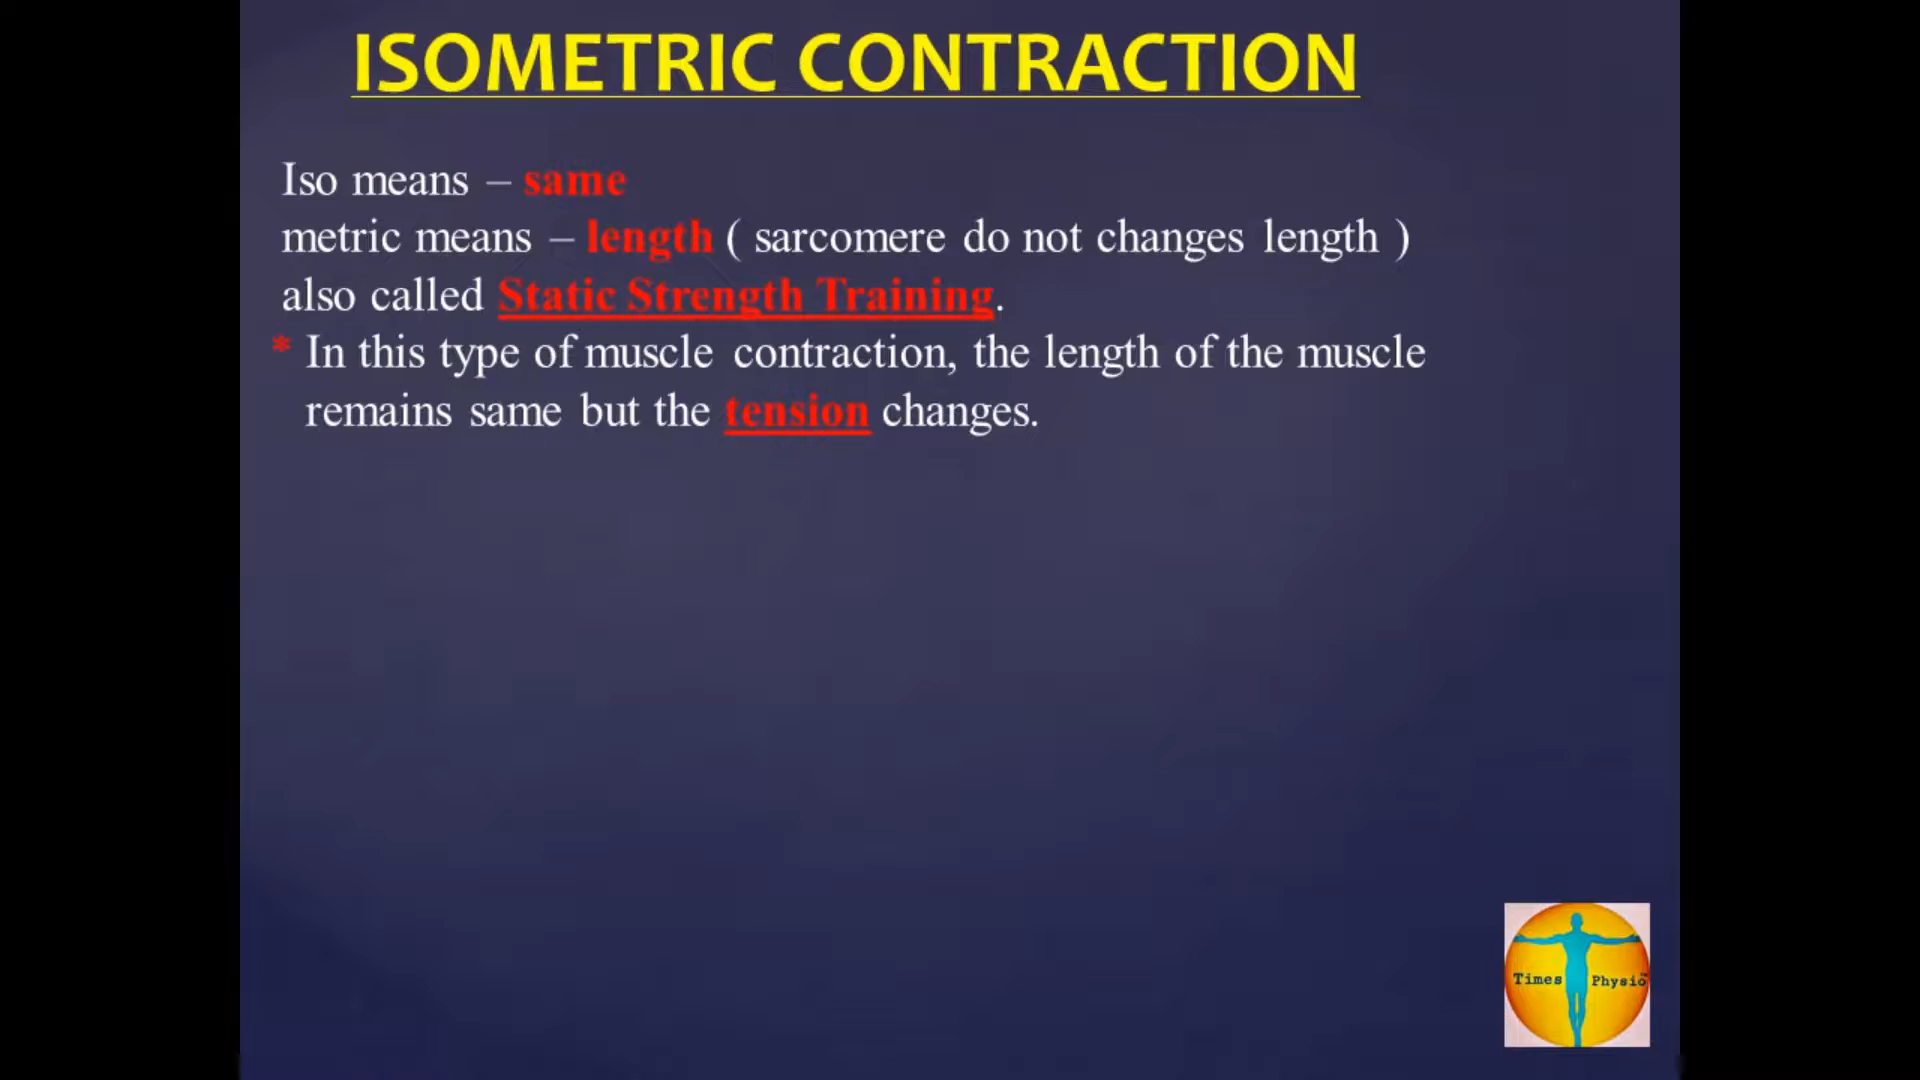 ISOMETRIC CONTRACTION
Iso means – same
metric means – length ( sarcomere do not changes length )
also called Static Strength Training.
* In this type of muscle contraction, the length of the muscle
remains same but the tension changes.
Times Physio